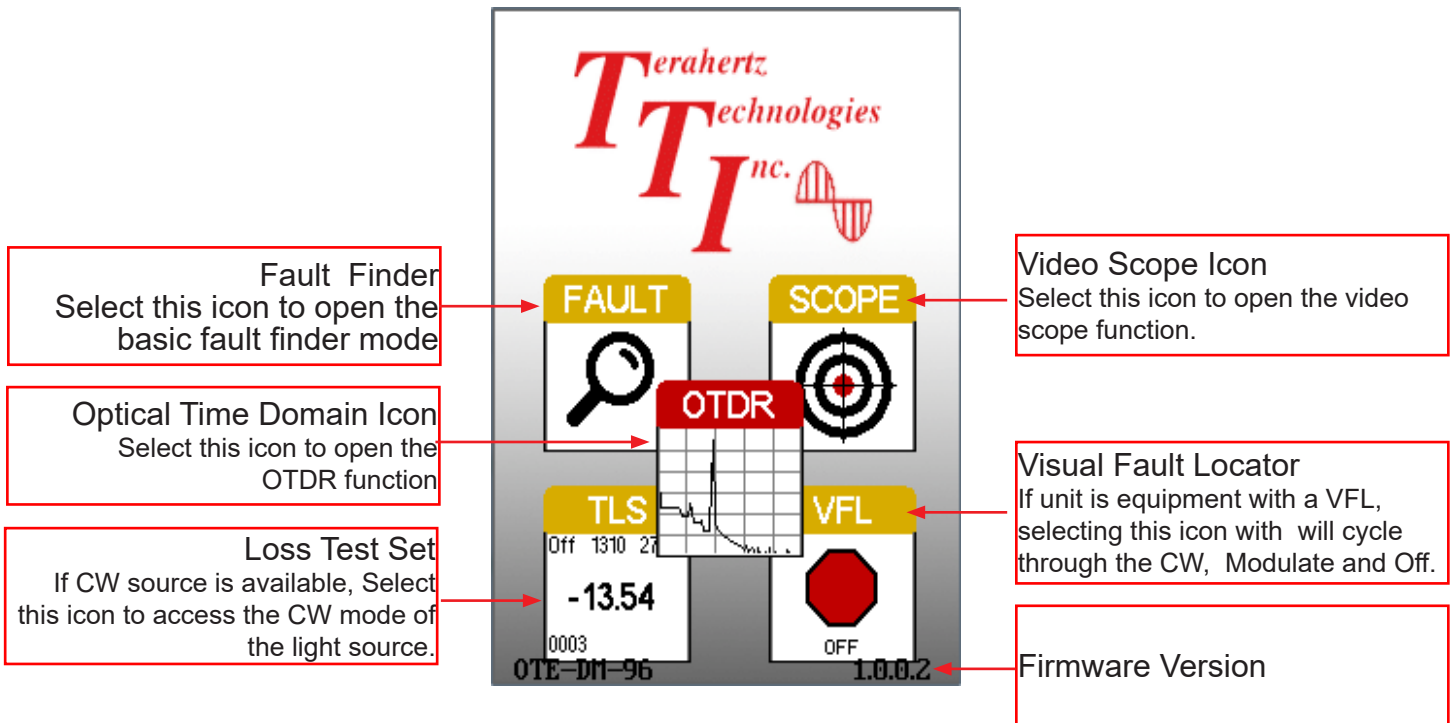 Terahertz
Technologies
Inc.
Fault Finder
Select this icon to open the
basic fault finder mode
Optical Time Domain Icon
Select this icon to open the
OTDR function
Loss Test Set
If CW source is available, Select
this icon to access the CW mode of
the light source.
FAULT
SCOPE
OTDR
TLS
VFL
Off 1310 27
-13.54
0003
OFF
OTE-DM-96
1.0.0.2
Video Scope Icon
Select this icon to open the video
scope function.
Visual Fault Locator
If unit is equipment with a VFL,
selecting this icon with will cycle
through the CW, Modulate and Off.
Firmware Version